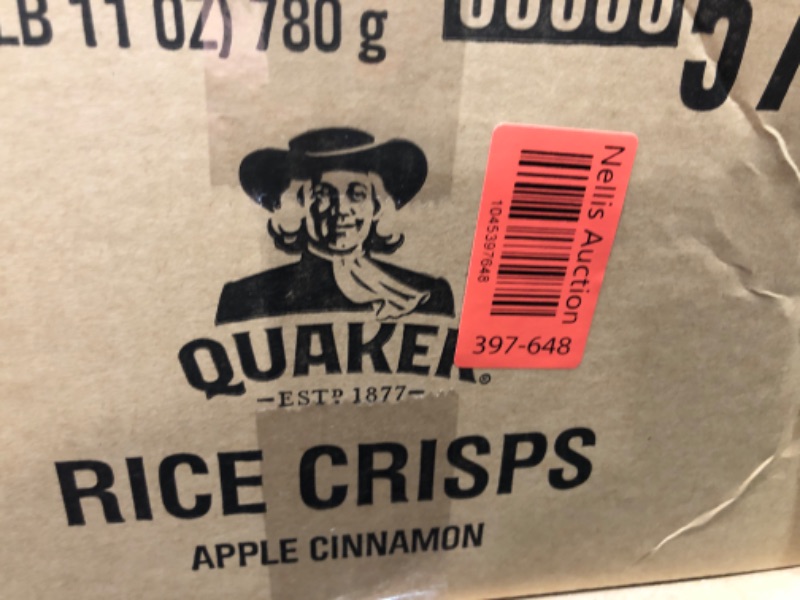 LB 11 OZ) 780 g
QUAKER®
–ESTD 1877–
RICE CRISPS
APPLE CINNAMON
Nellis Auction
1045397648
397-648